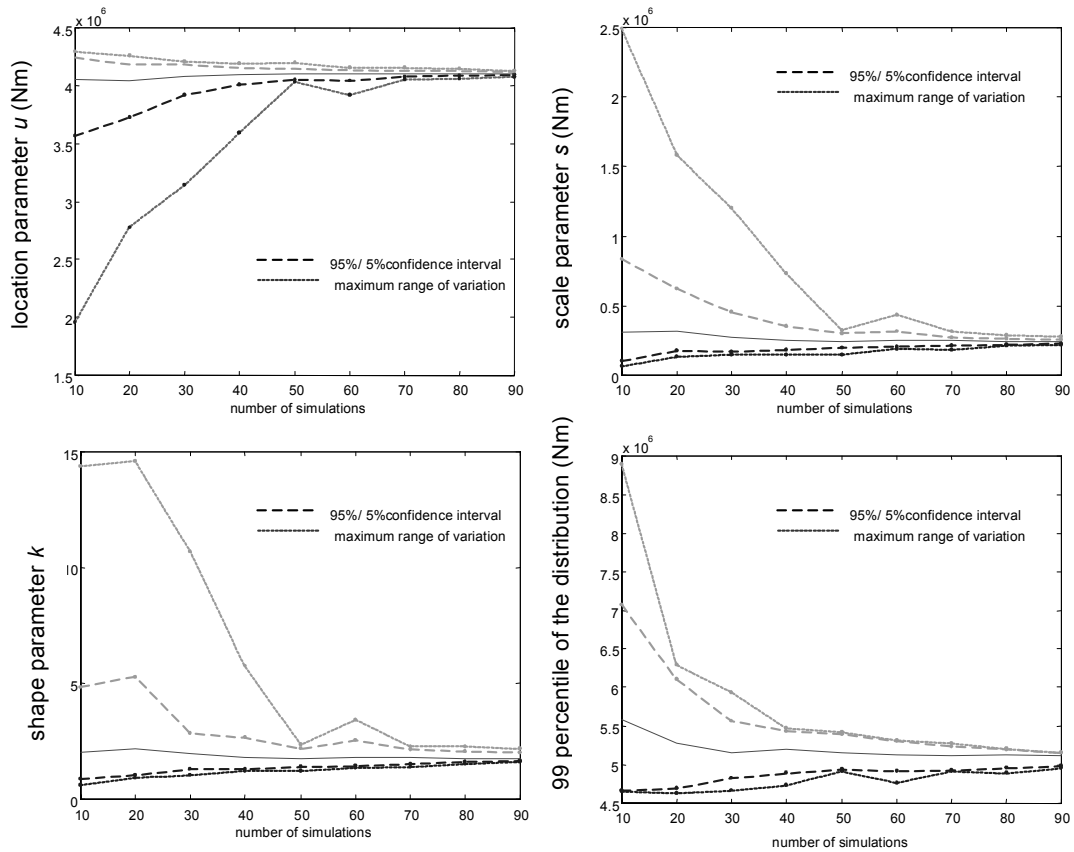 x 10⁶
4.5
4
3.5
3
2.5
2
1.5
10 20 30 40 50 60 70 80 90
number of simulations
location parameter u (Nm)
95%/ 5%confidence interval
maximum range of variation
2.5 x 10⁶
2
1.5
1
0.5
0
10 20 30 40 50 60 70 80 90
number of simulations
scale parameter s (Nm)
95%/ 5%confidence interval
maximum range of variation
15
10
5
0
10 20 30 40 50 60 70 80 90
number of simulations
shape parameter k
95%/ 5%confidence interval
maximum range of variation
x 10⁶
9
8.5
8
7.5
7
6.5
6
5.5
5
4.5
10 20 30 40 50 60 70 80 90
number of simulations
99 percentile of the distribution (Nm)
95%/ 5%confidence interval
maximum range of variation